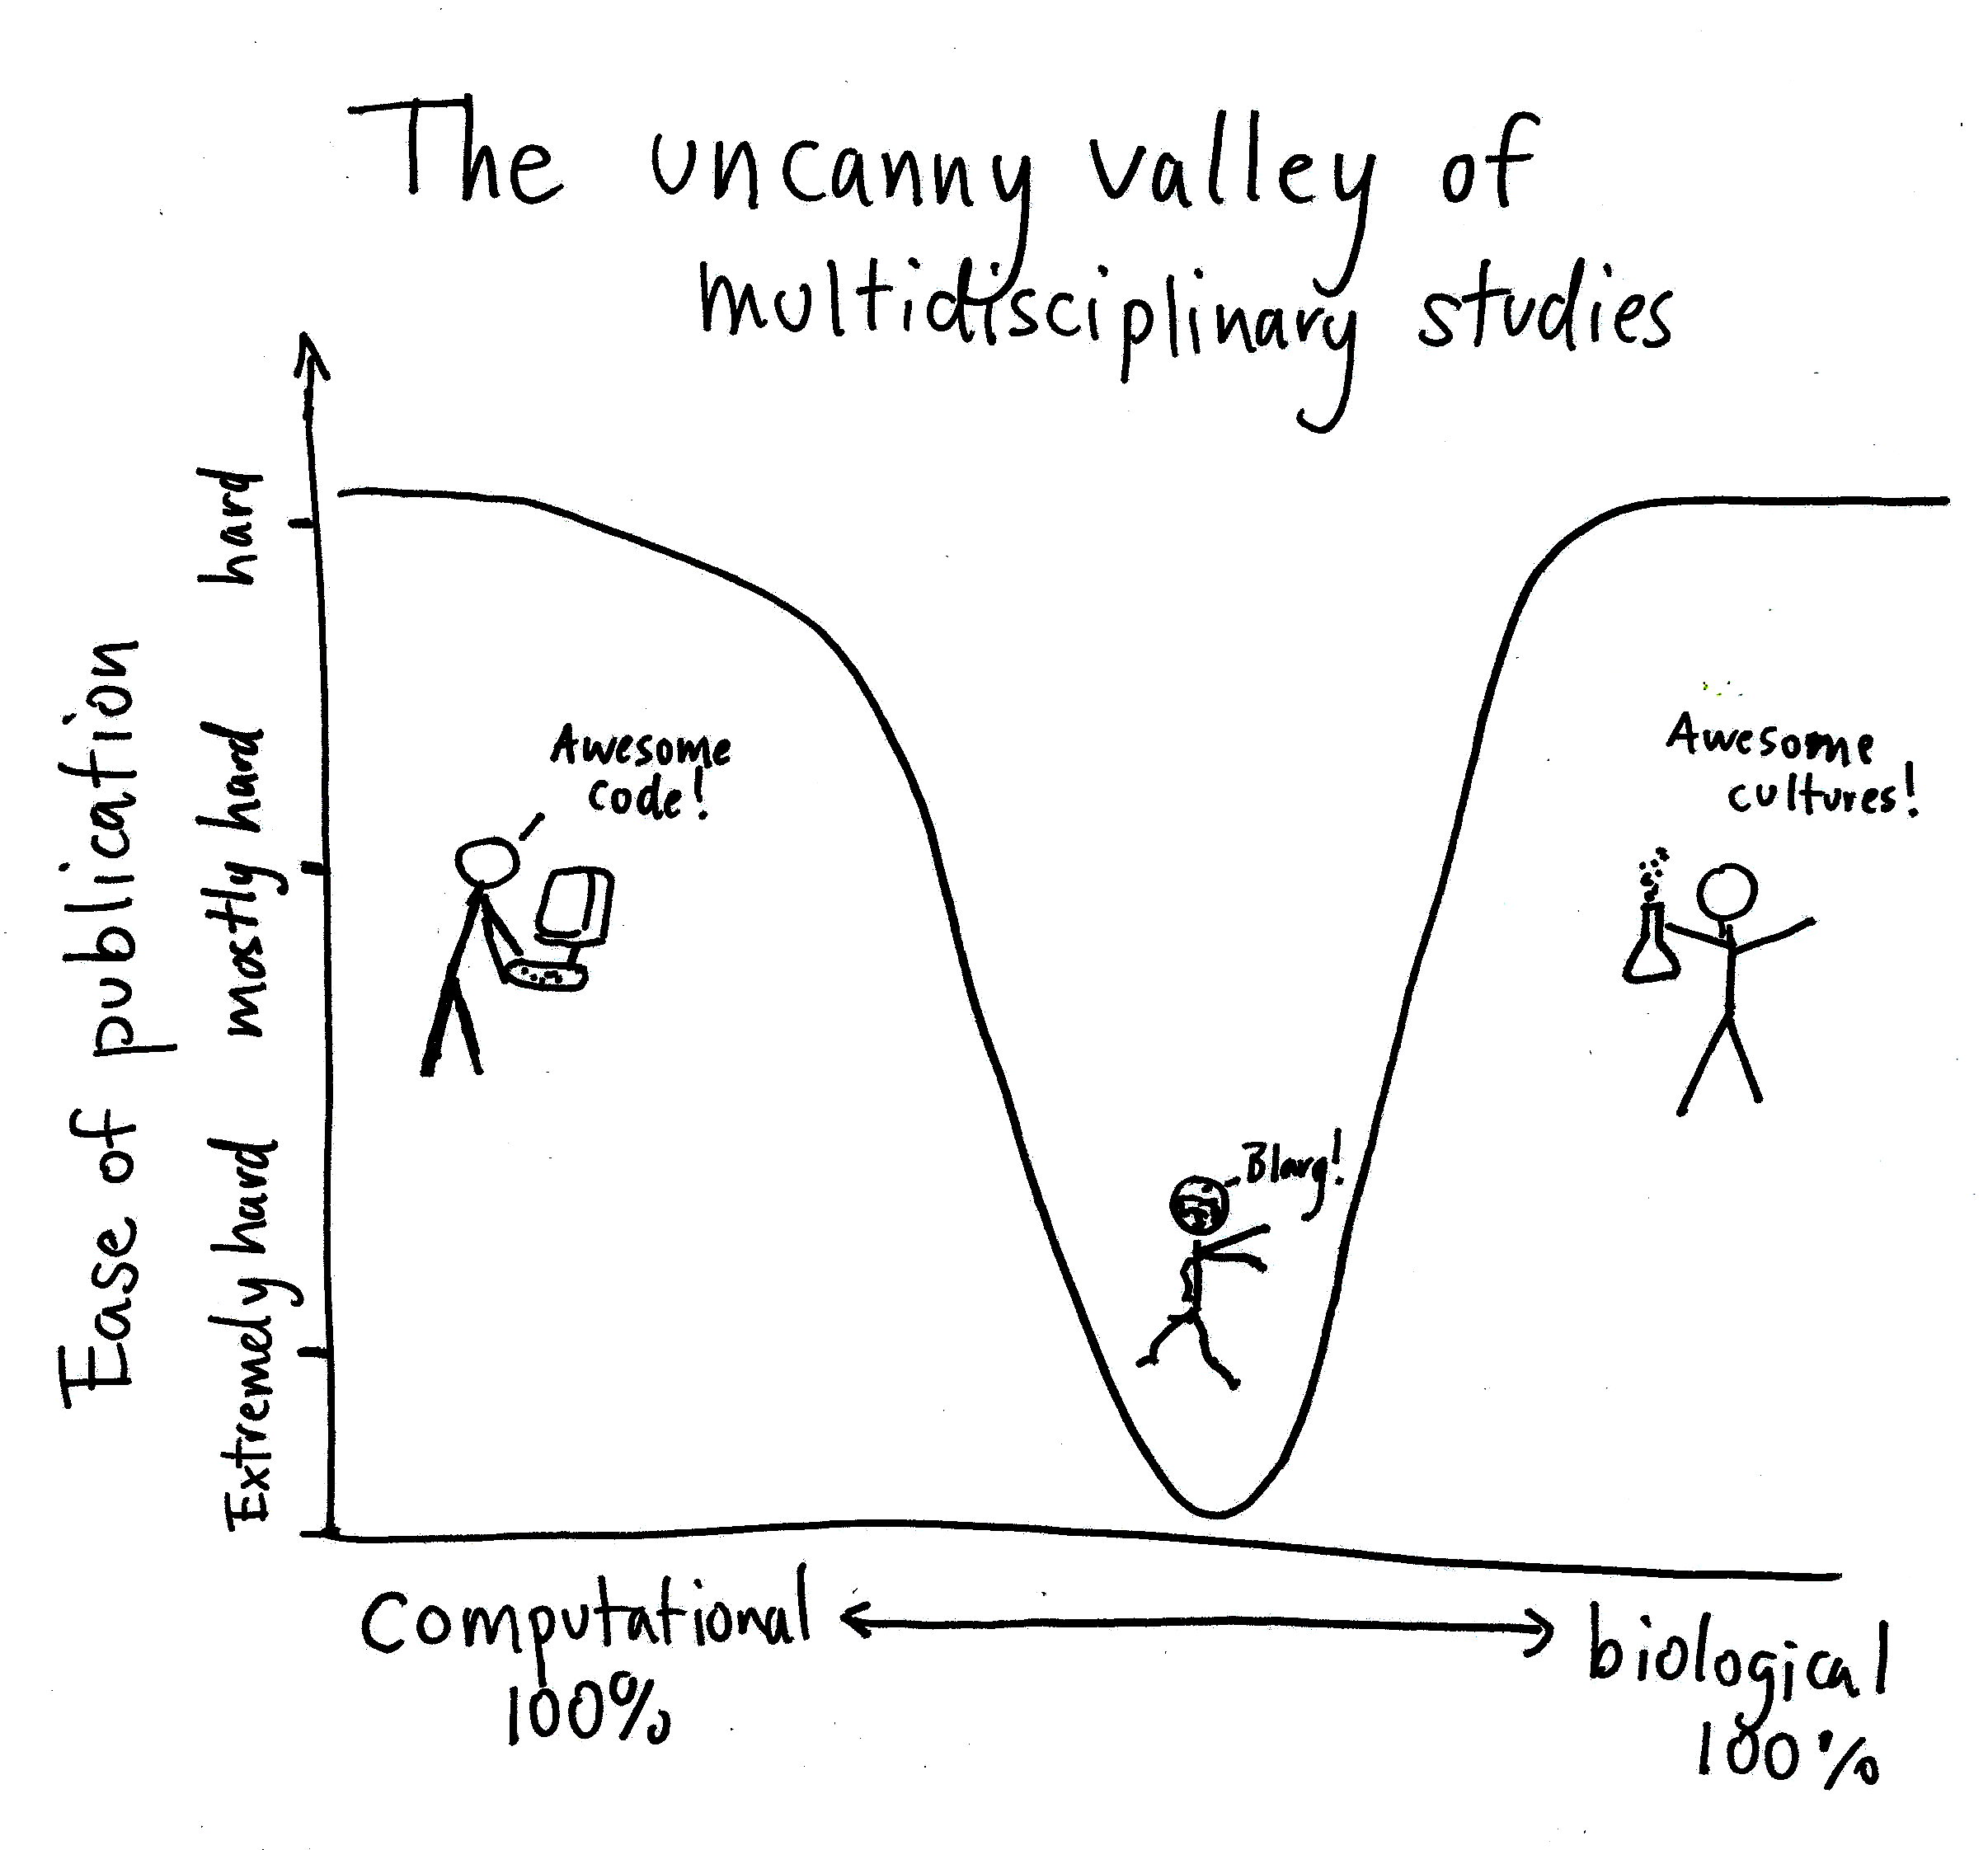 The uncanny valley of
multidisciplinary studies
Ease of publication
hard
mostly hard
Extremely hard
Awesome
code!
Blarg!
Awesome
cultures!
Computational
100%
biological
100%